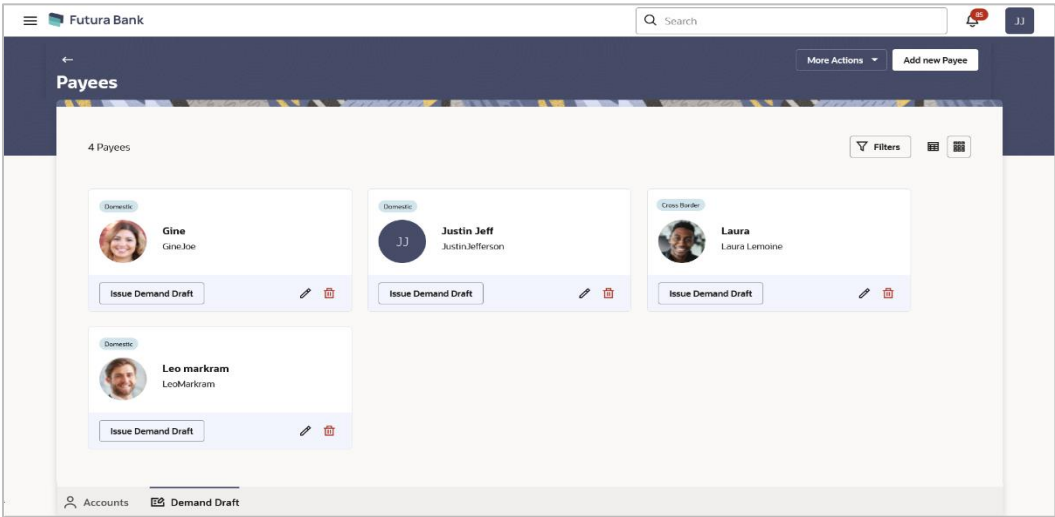 Futura Bank
Search
85
JJ
More Actions
Add new Payee
Payees
4 Payees
Filters
Domestic
Gine
GineJoe
Issue Demand Draft
Domestic
JJ
Justin Jeff
JustinJefferson
Issue Demand Draft
Cross Border
Laura
Laura Lemoine
Issue Demand Draft
Domestic
Leo markram
LeoMarkram
Issue Demand Draft
Accounts
Demand Draft